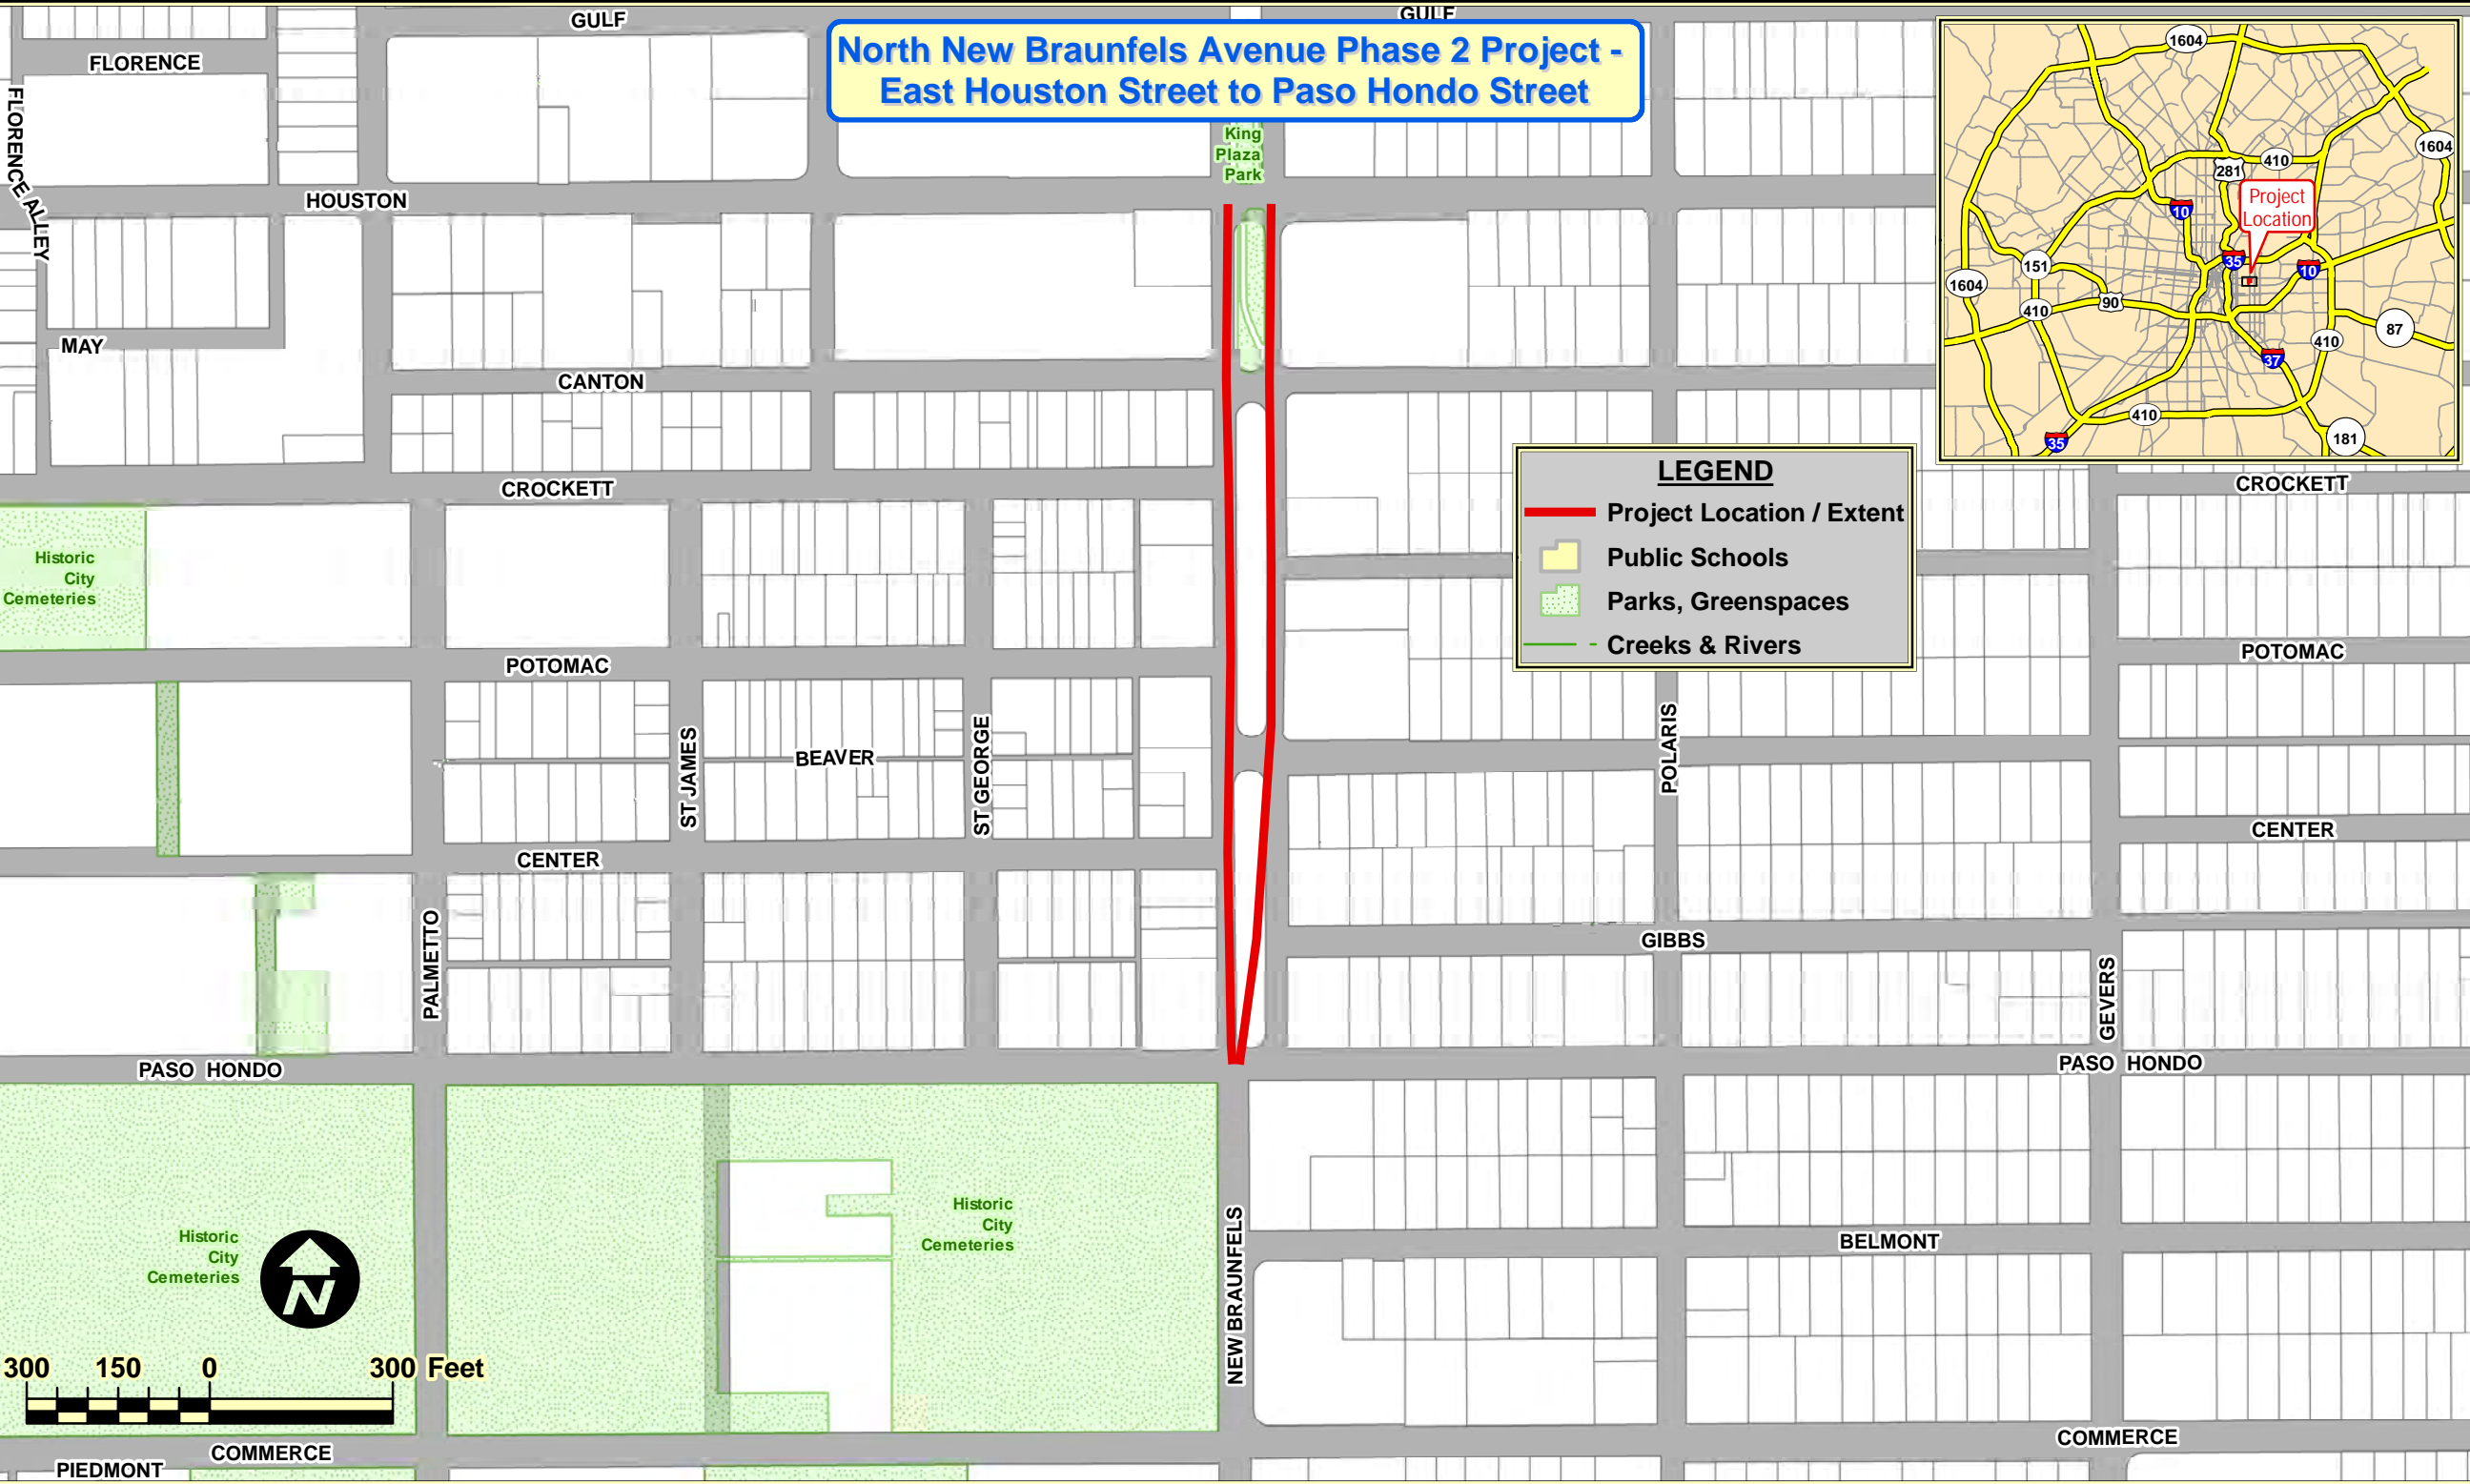 GULF
GULF
North New Braunfels Avenue Phase 2 Project -
East Houston Street to Paso Hondo Street
FLORENCE
FLORENCE ALLEY
King
Plaza
Park
HOUSTON
MAY
CANTON
CROCKETT
CROCKETT
1604
1604
410
281
Project
Location
10
35
10
151
1604
90
410
87
410
37
410
35
181
LEGEND
Project Location / Extent
Public Schools
Parks, Greenspaces
Creeks & Rivers
Historic
City
Cemeteries
POTOMAC
POTOMAC
ST JAMES
BEAVER
ST GEORGE
POLARIS
CENTER
CENTER
PALMETTO
GIBBS
GEVERS
PASO HONDO
PASO HONDO
Historic
City
Cemeteries
Historic
City
Cemeteries
N
NEW BRAUNFELS
BELMONT
300 150 0 300 Feet
COMMERCE
COMMERCE
PIEDMONT